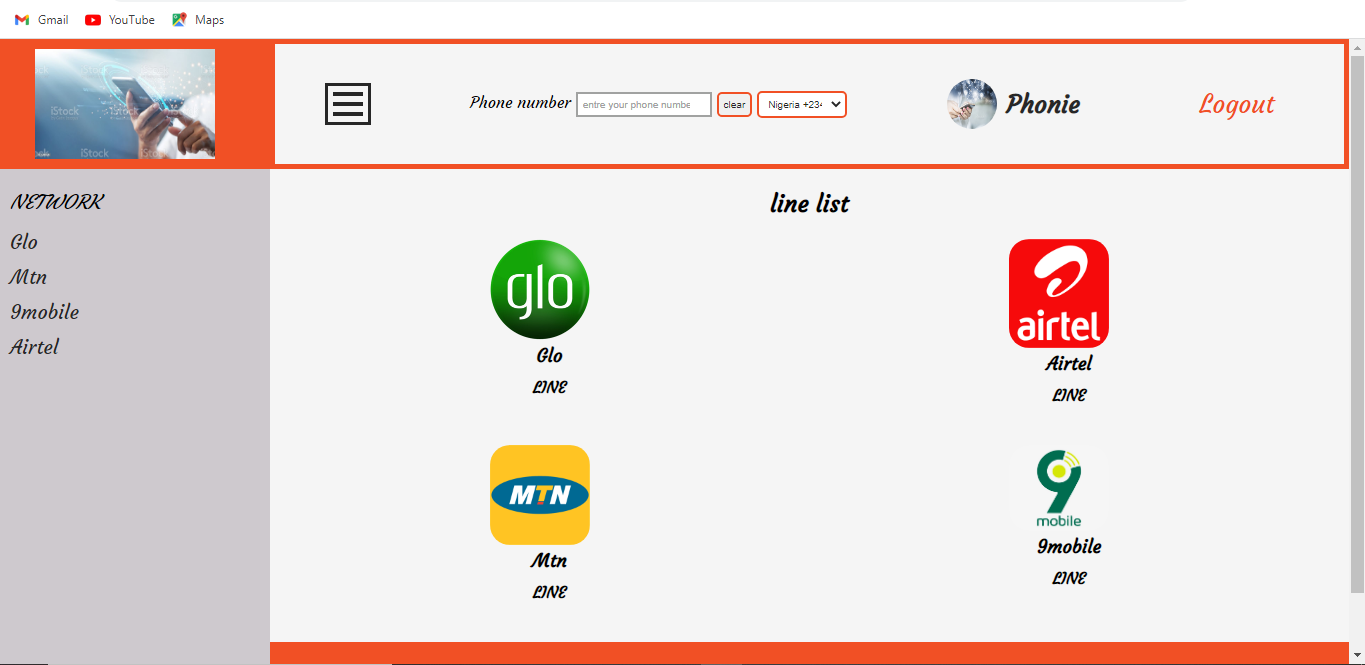 Gmail YouTube Maps
iStock
iStock
iStock
Phone number entre your phone numbe clear Nigeria +234
Phonie
Logout
NETWORK
Glo
Mtn
9mobile
Airtel
line list
glo
Glo
LINE
airtel
Airtel
LINE
MTN
Mtn
LINE
9
mobile
9mobile
LINE